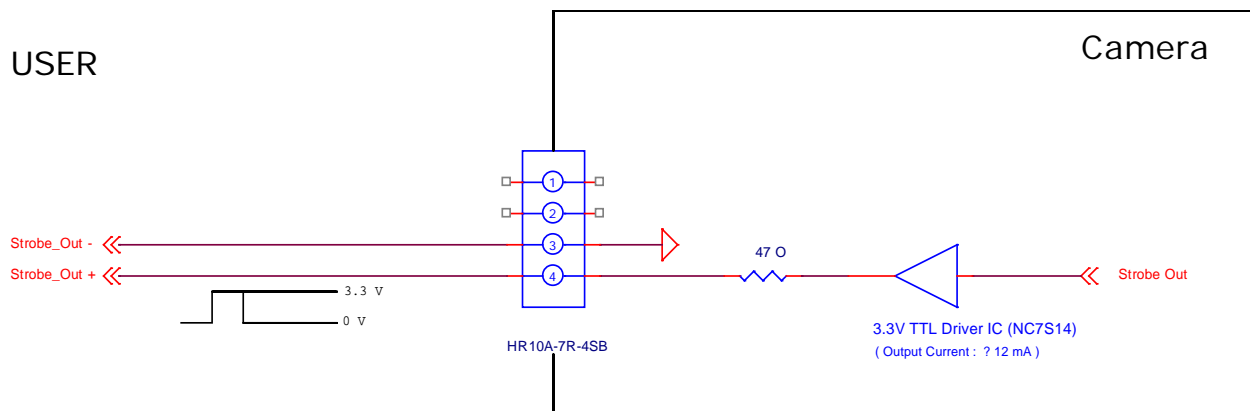 USER
Camera
1
2
Strobe_Out -
3
47 O
Strobe_Out +
4
Strobe Out
3.3 V
0 V
3.3V TTL Driver IC (NC7S14)
HR10A-7R-4SB
( Output Current : ? 12 mA )